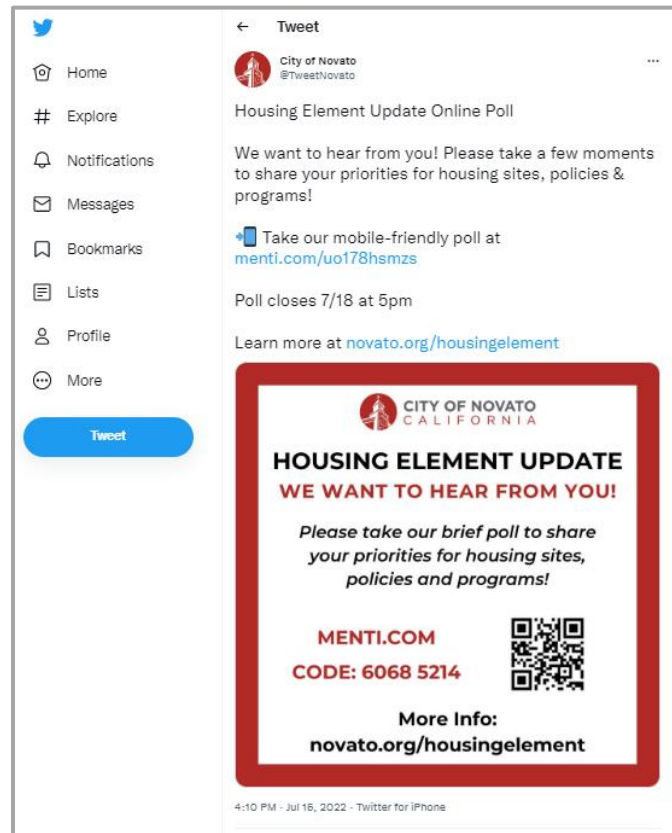 Home
Explore
Notifications
Messages
Bookmarks
Lists
Profile
More
Tweet
← Tweet
City of Novato
@TweetNovato
Housing Element Update Online Poll
We want to hear from you! Please take a few moments
to share your priorities for housing sites, policies &
programs!
📲 Take our mobile-friendly poll at
menti.com/uo178hsmzs
Poll closes 7/18 at 5pm
Learn more at novato.org/housingelement
CITY OF NOVATO
CALIFORNIA
HOUSING ELEMENT UPDATE
WE WANT TO HEAR FROM YOU!
Please take our brief poll to share
your priorities for housing sites,
policies and programs!
MENTI.COM
CODE: 6068 5214
More Info:
novato.org/housingelement
4:10 PM · Jul 15, 2022 · Twitter for iPhone